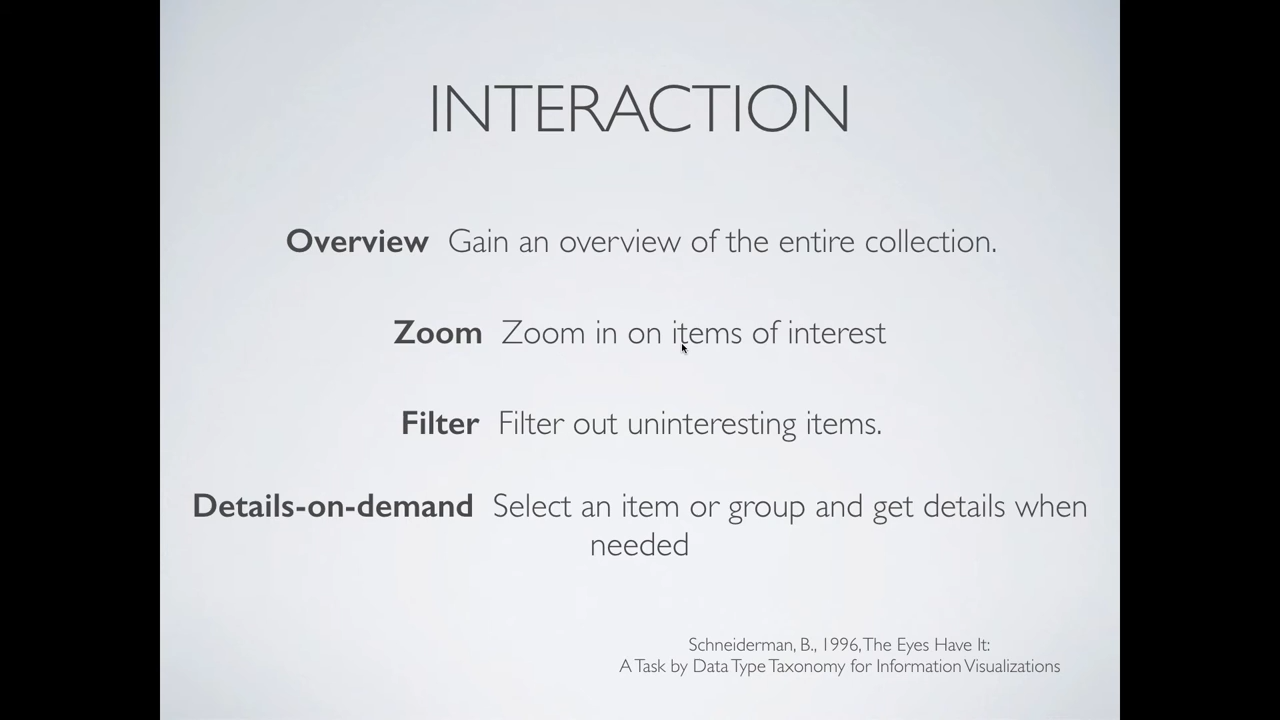 INTERACTION
Overview Gain an overview of the entire collection.
Zoom Zoom in on items of interest
Filter Filter out uninteresting items.
Details-on-demand Select an item or group and get details when
needed
Schneiderman, B., 1996, The Eyes Have It:
A Task by Data Type Taxonomy for Information Visualizations